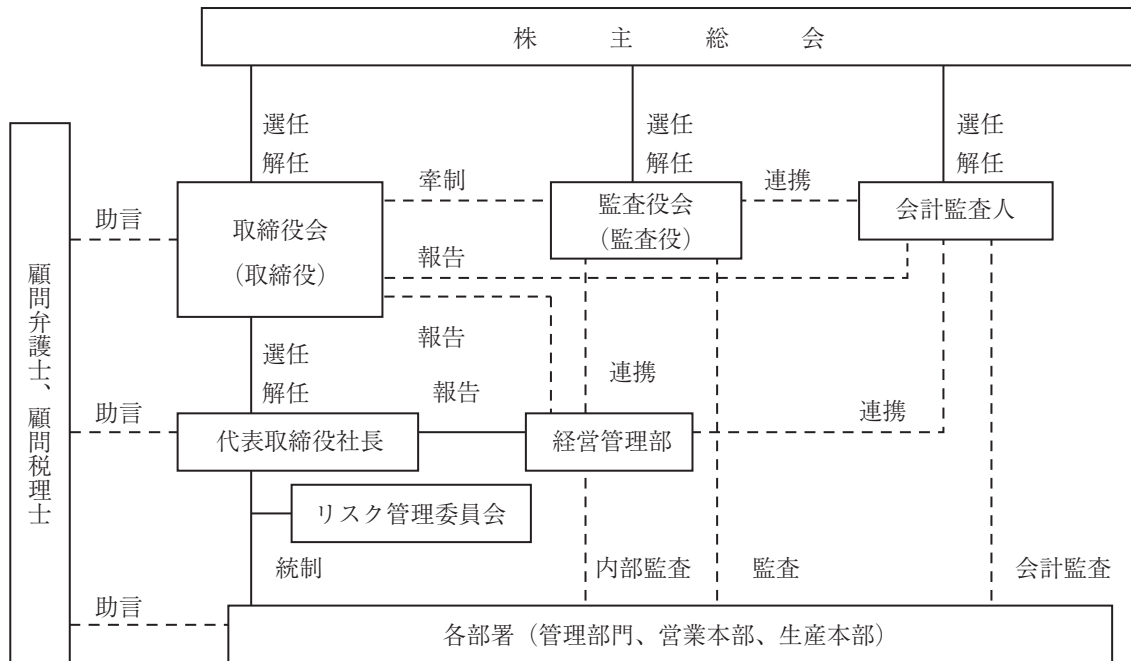 株主総会
選任
解任
選任
解任
選任
解任
牽制
連携
助言
取締役会
(取締役)
監査役会
(監査役)
会計監査人
報告
報告
顧問弁護士、顧問税理士
選任
解任
報告
連携
助言
代表取締役社長
経営管理部
連携
リスク管理委員会
統制
内部監査
監査
会計監査
助言
各部署(管理部門、営業本部、生産本部)